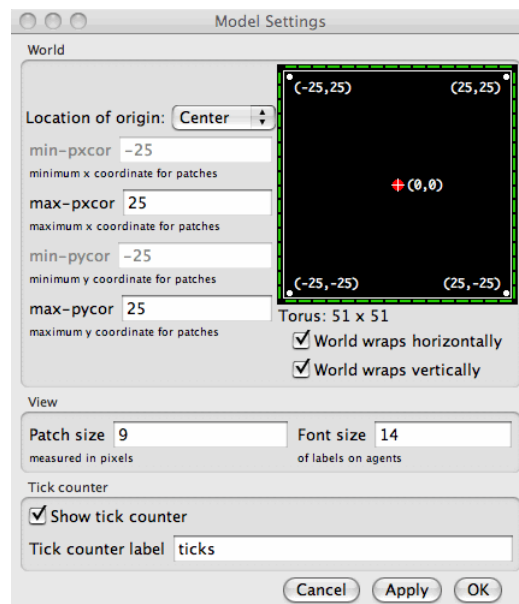 Model Settings
World
(-25,25) (25,25)
Location of origin: Center
min-pxcor -25
minimum x coordinate for patches
(0,0)
max-pxcor 25
maximum x coordinate for patches
min-pycor -25
minimum y coordinate for patches
(-25,-25) (25,-25)
max-pycor 25
maximum y coordinate for patches
Torus: 51 x 51
World wraps horizontally
World wraps vertically
View
Patch size 9
measured in pixels
Font size 14
of labels on agents
Tick counter
Show tick counter
Tick counter label ticks
Cancel Apply OK